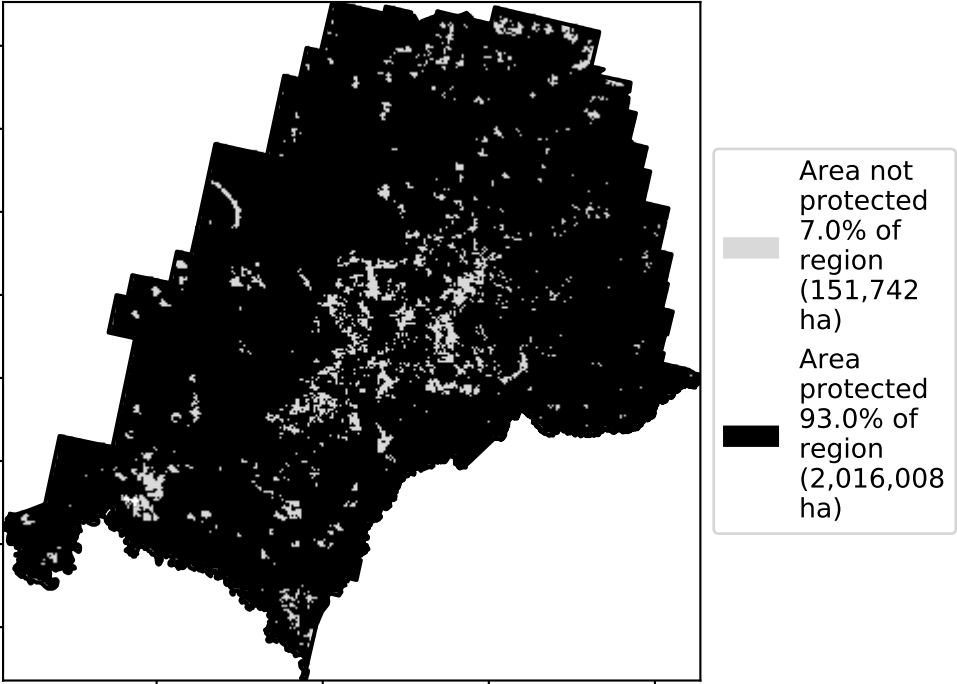 Area not
protected
7.0% of
region
(151,742
ha)
Area
protected
93.0% of
region
(2,016,008
ha)